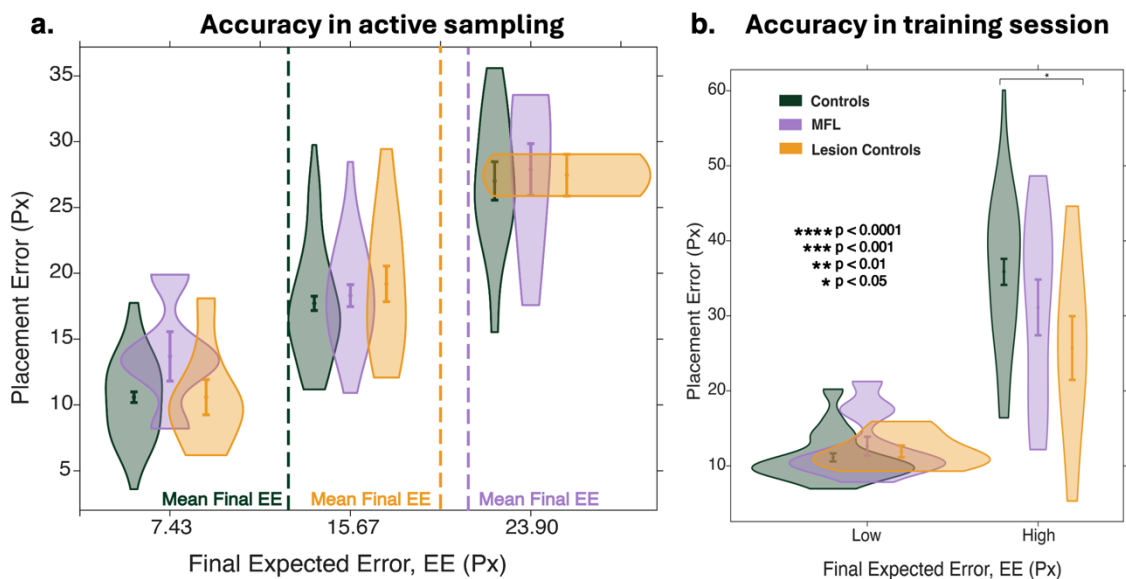 a. Accuracy in active sampling
Placement Error (Px)
35
30
25
20
15
10
5
Mean Final EE
Mean Final EE
Mean Final EE
7.43
15.67
23.90
Final Expected Error, EE (Px)
b. Accuracy in training session
Placement Error (Px)
60
50
40
30
20
10
*
Controls
MFL
Lesion Controls
**** p < 0.0001
*** p < 0.001
** p < 0.01
* p < 0.05
Low
High
Final Expected Error, EE (Px)